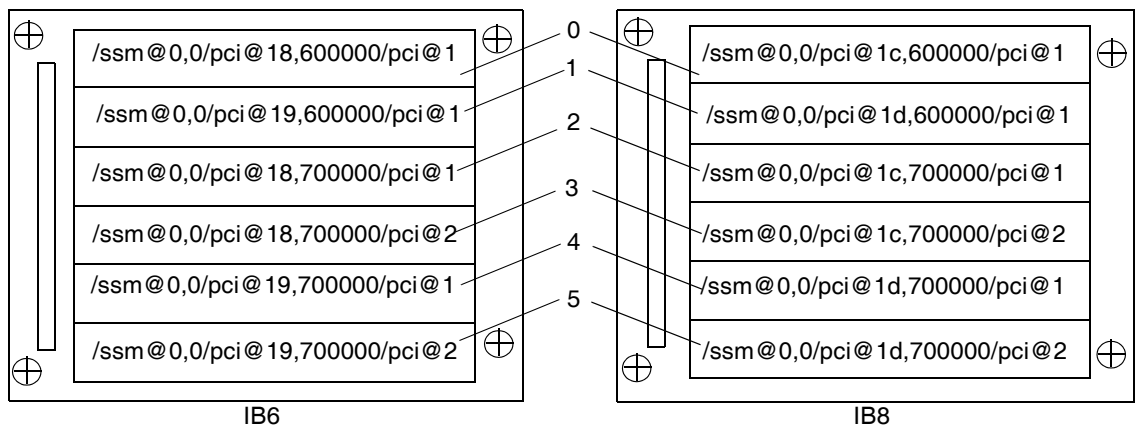 /ssm@0,0/pci@18,600000/pci@1
0
/ssm@0,0/pci@1c,600000/pci@1
/ssm@0,0/pci@19,600000/pci@1
1
/ssm@0,0/pci@1d,600000/pci@1
/ssm@0,0/pci@18,700000/pci@1
2
/ssm@0,0/pci@1c,700000/pci@1
/ssm@0,0/pci@18,700000/pci@2
3
/ssm@0,0/pci@1c,700000/pci@2
/ssm@0,0/pci@19,700000/pci@1
4
/ssm@0,0/pci@1d,700000/pci@1
/ssm@0,0/pci@19,700000/pci@2
5
/ssm@0,0/pci@1d,700000/pci@2
IB6
IB8